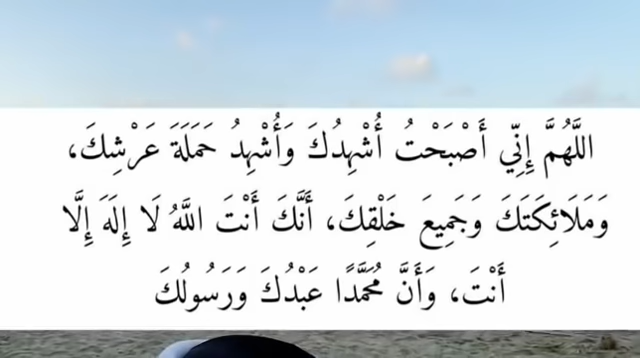 اللَّهُمَّ إِنِّي أَصْبَحْتُ أُشْهِدُكَ وَأُشْهِدُ حَمَلَةَ عَرْشِكَ،
وَمَلَائِكَتَكَ وَجَمِيعَ خَلْقِكَ، أَنَّكَ أَنْتَ اللَّهُ لَا إِلَهَ إِلَّا
أَنْتَ، وَأَنَّ مُحَمَّدًا عَبْدُكَ وَرَسُولُكَ